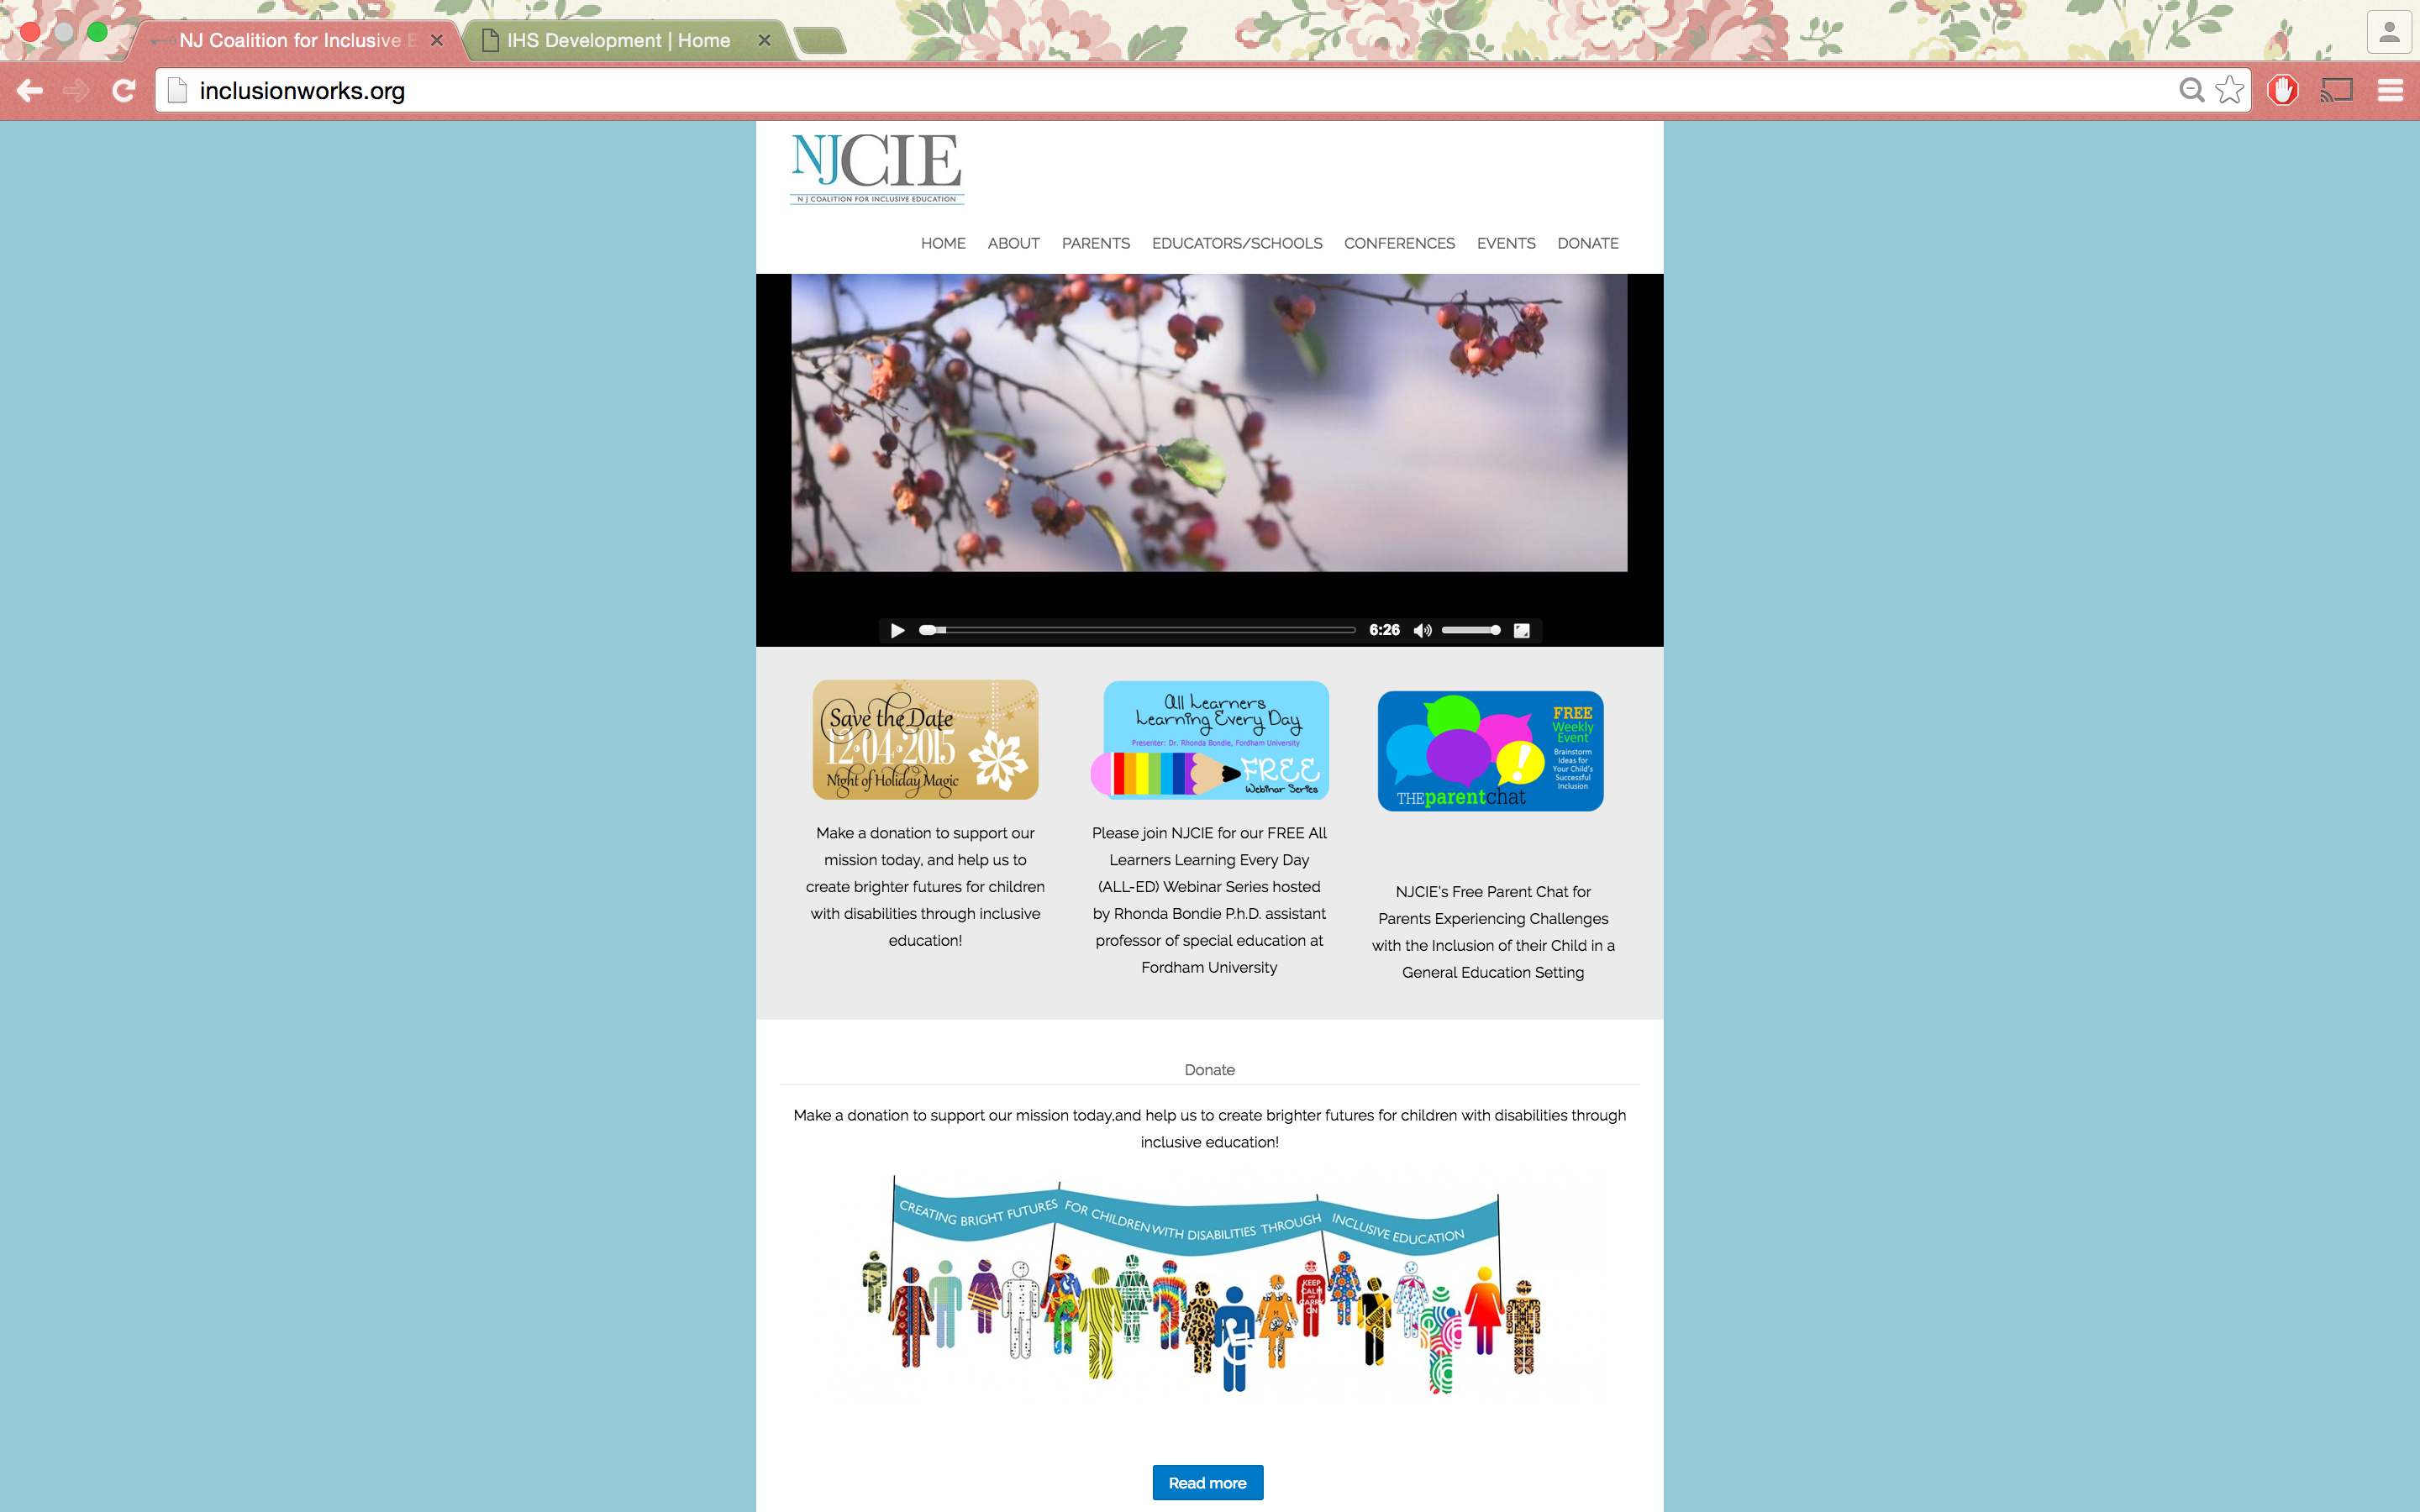 NJ Coalition for Inclusive E
IHS Development | Home
inclusionworks.org
NJCIE
N J COALITION FOR INCLUSIVE EDUCATION
HOME ABOUT PARENTS EDUCATORS/SCHOOLS CONFERENCES EVENTS DONATE
6:26
Save the Date
12·04·2015
Night of Holiday Magic
All Learners
Learning Every Day
Presenter: Dr. Rhonda Bondie, Fordham University
FREE
Webinar Series
FREE
Weekly
Event
Brainstorm
Ideas for
Your Child's
Successful
Inclusion
THEparentchat
Make a donation to support our
mission today, and help us to
create brighter futures for children
with disabilities through inclusive
education!
Please join NJCIE for our FREE All
Learners Learning Every Day
(ALL-ED) Webinar Series hosted
by Rhonda Bondie P.h.D. assistant
professor of special education at
Fordham University
NJCIE's Free Parent Chat for
Parents Experiencing Challenges
with the Inclusion of their Child in a
General Education Setting
Donate
Make a donation to support our mission today,and help us to create brighter futures for children with disabilities through
inclusive education!
CREATING BRIGHT FUTURES FOR CHILDREN WITH DISABILITIES THROUGH INCLUSIVE EDUCATION
KEEP
CALM
AND
CARRY
ON
Read more